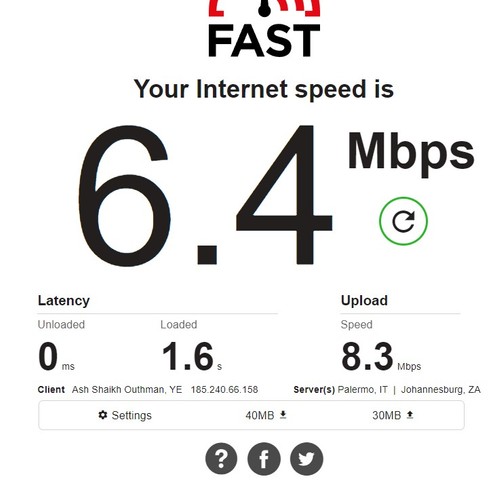 FAST
Your Internet speed is
6.4 Mbps
Latency Upload
Unloaded Loaded Speed
0 ms 1.6 s 8.3 Mbps
Client Ash Shaikh Outhman, YE 185.240.66.158 Server(s) Palermo, IT | Johannesburg, ZA
Settings 40MB 30MB
?